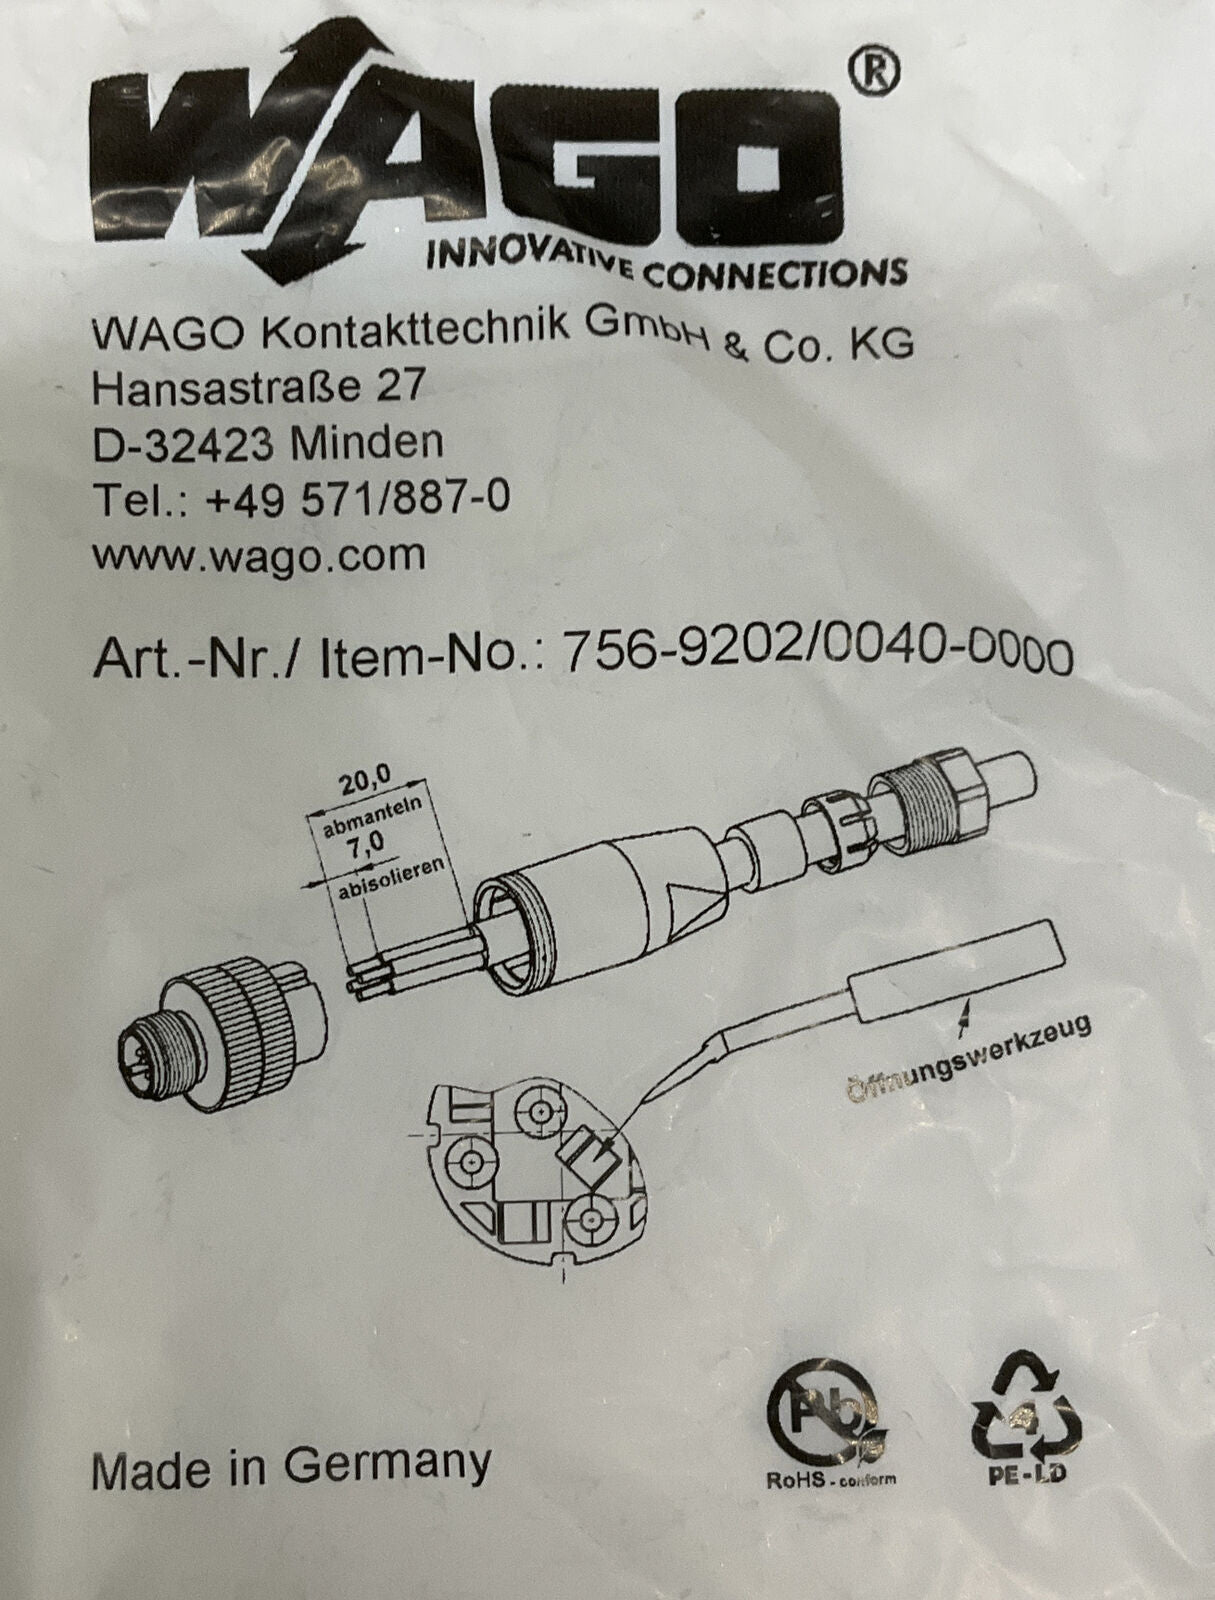 WAGO®
INNOVATIVE CONNECTIONS
WAGO Kontakttechnik GmbH & Co. KG
Hansastraße 27
D-32423 Minden
Tel.: +49 571/887-0
www.wago.com
Art.-Nr./ Item-No.: 756-9202/0040-0000
20,0
abmanteln
7,0
abisolieren
Öffnungswerkzeug
Made in Germany
Pb
RoHS - conform
4
PE-LD